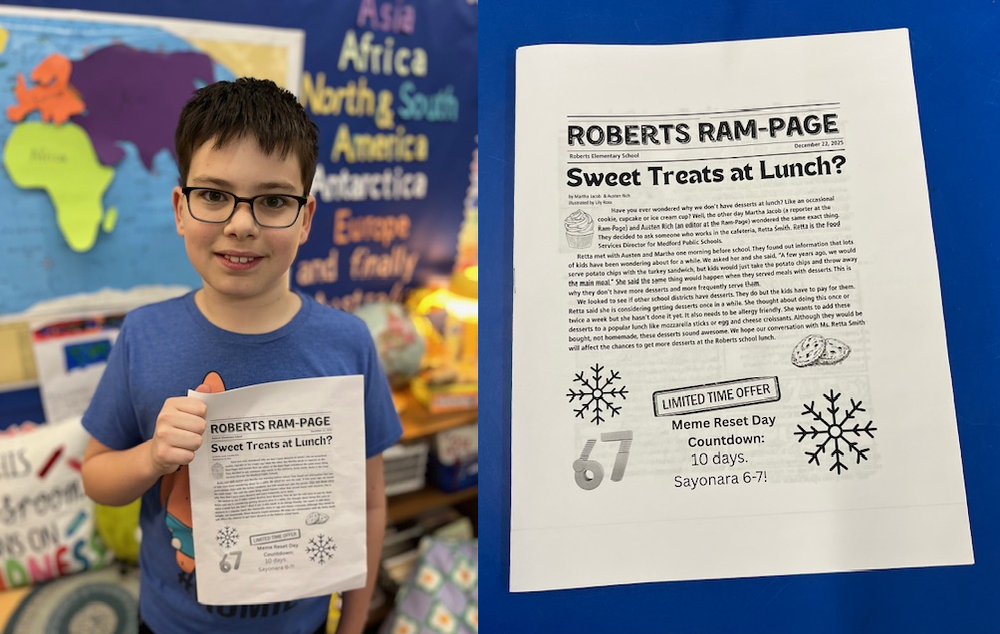 Asia
Africa
North & South
America
Antarctica
Europe
and finally
Africa
ROBERTS RAM-PAGE
Sweet Treats at Lunch?
LIMITED TIME OFFER
Meme Reset Day
Countdown:
10 days.
Sayonara 6-7!
67
ROBERTS RAM-PAGE
Roberts Elementary School
December 22, 2025
Sweet Treats at Lunch?
by Martha Jacob & Austen Rich
Illustrated by Lily Ross
Have you ever wondered why we don't have desserts at lunch? Like an occasional
cookie, cupcake or ice cream cup? Well, the other day Martha Jacob (a reporter at the
Ram-Page) and Austen Rich (an editor at the Ram-Page) wondered the same exact thing.
They decided to ask someone who works in the cafeteria, Retta Smith. Retta is the Food
Services Director for Medford Public Schools.
Retta met with Austen and Martha one morning before school. They found out information that lots
of kids have been wondering about for a while. We asked her and she said, "A few years ago, we would
serve potato chips with the turkey sandwich, but kids would just take the potato chips and throw away
the main meal." She said the same thing would happen when they served meals with desserts. This is
why they don't have more desserts and more frequently serve them.
We looked to see if other school districts have desserts. They do but the kids have to pay for them.
Retta said she is considering getting desserts once in a while. She thought about doing this once or
twice a week but she hasn't done it yet. It also needs to be allergy friendly. She wants to add these
desserts to a popular lunch like mozzarella sticks or egg and cheese croissants. Although they would be
bought, not homemade, these desserts sound awesome. We hope our conversation with Ms. Retta Smith
will affect the chances to get more desserts at the Roberts school lunch.
LIMITED TIME OFFER
Meme Reset Day
Countdown:
10 days.
Sayonara 6-7!
67